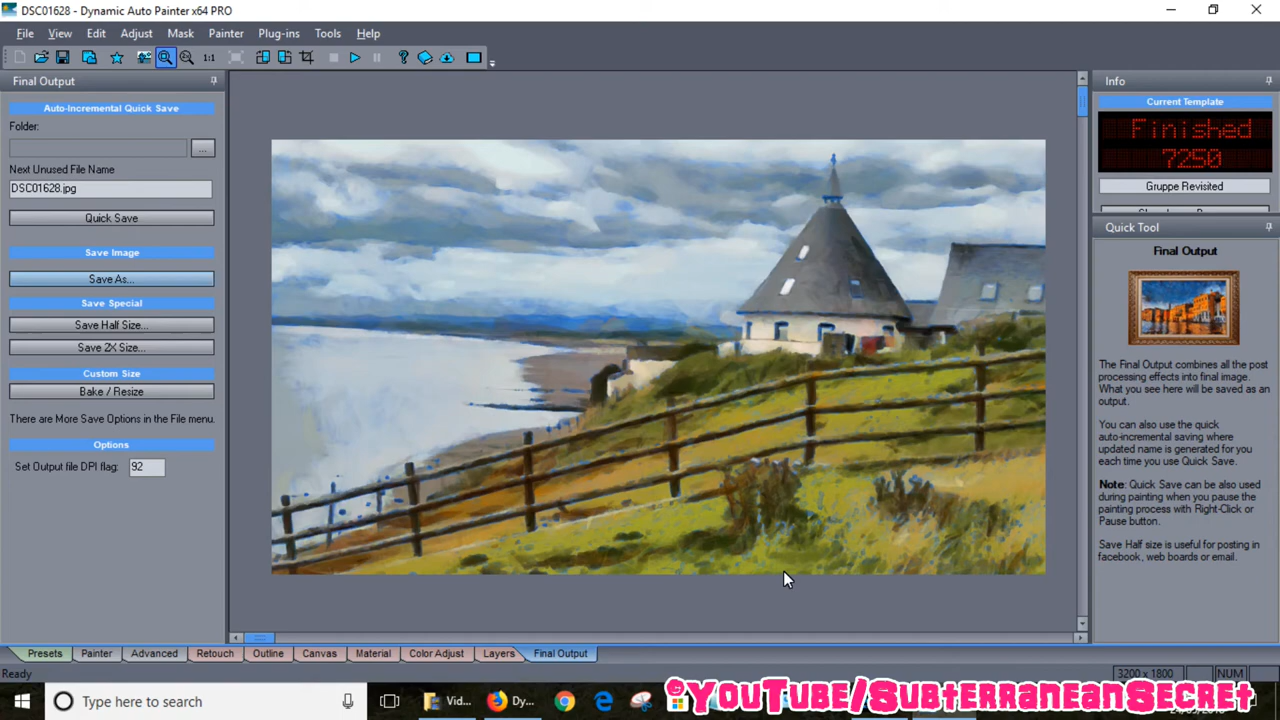 DSC01628 - Dynamic Auto Painter x64 PRO
File View Edit Adjust Mask Painter Plug-ins Tools Help
1:1
Final Output
Auto-Incremental Quick Save
Folder:
...
Next Unused File Name
DSC01628.jpg
Quick Save
Save Image
Save As...
Save Special
Save Half Size...
Save 2X Size...
Custom Size
Bake / Resize
There are More Save Options in the File menu.
Options
Set Output file DPI flag: 92
Info
Current Template
Finished
7250
Gruppe Revisited
Quick Tool
Final Output
The Final Output combines all the post
processing effects into final image.
What you see here will be saved as an
output.
You can also use the quick
auto-incremental saving where
updated name is generated for you
each time you use Quick Save.
Note: Quick Save can also be used
during painting when you pause the
painting process with Right-Click or
Pause button.
Save Half size is useful for posting in
facebook, web boards or email.
Presets Painter Advanced Retouch Outline Canvas Material Color Adjust Layers Final Output
Ready
3200 x 1800 NUM
Type here to search
Vid...
Dy...
YouTube/SubterraneanSecret